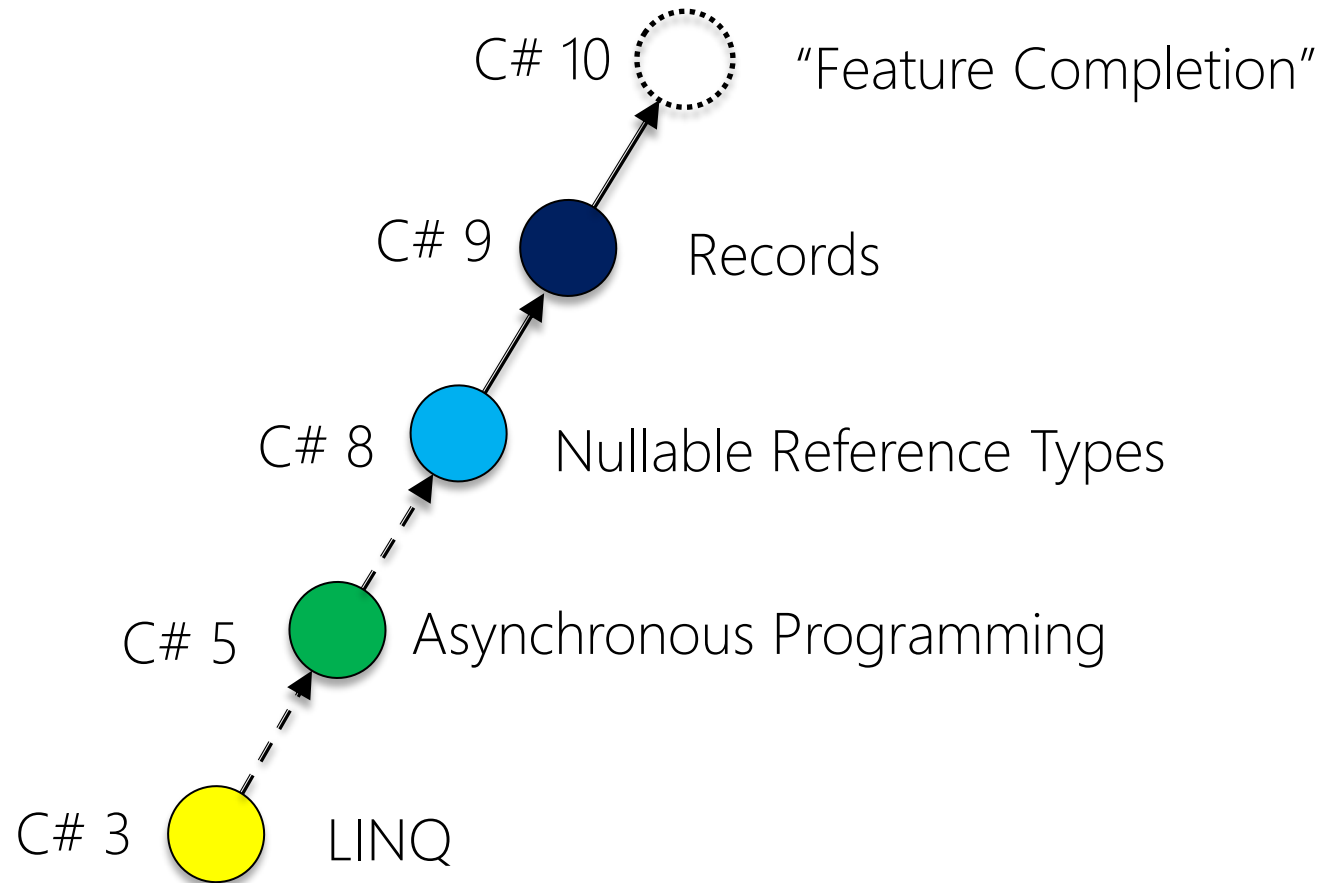 C# 10 “Feature Completion”
C# 9 Records
C# 8 Nullable Reference Types
C# 5 Asynchronous Programming
C# 3 LINQ